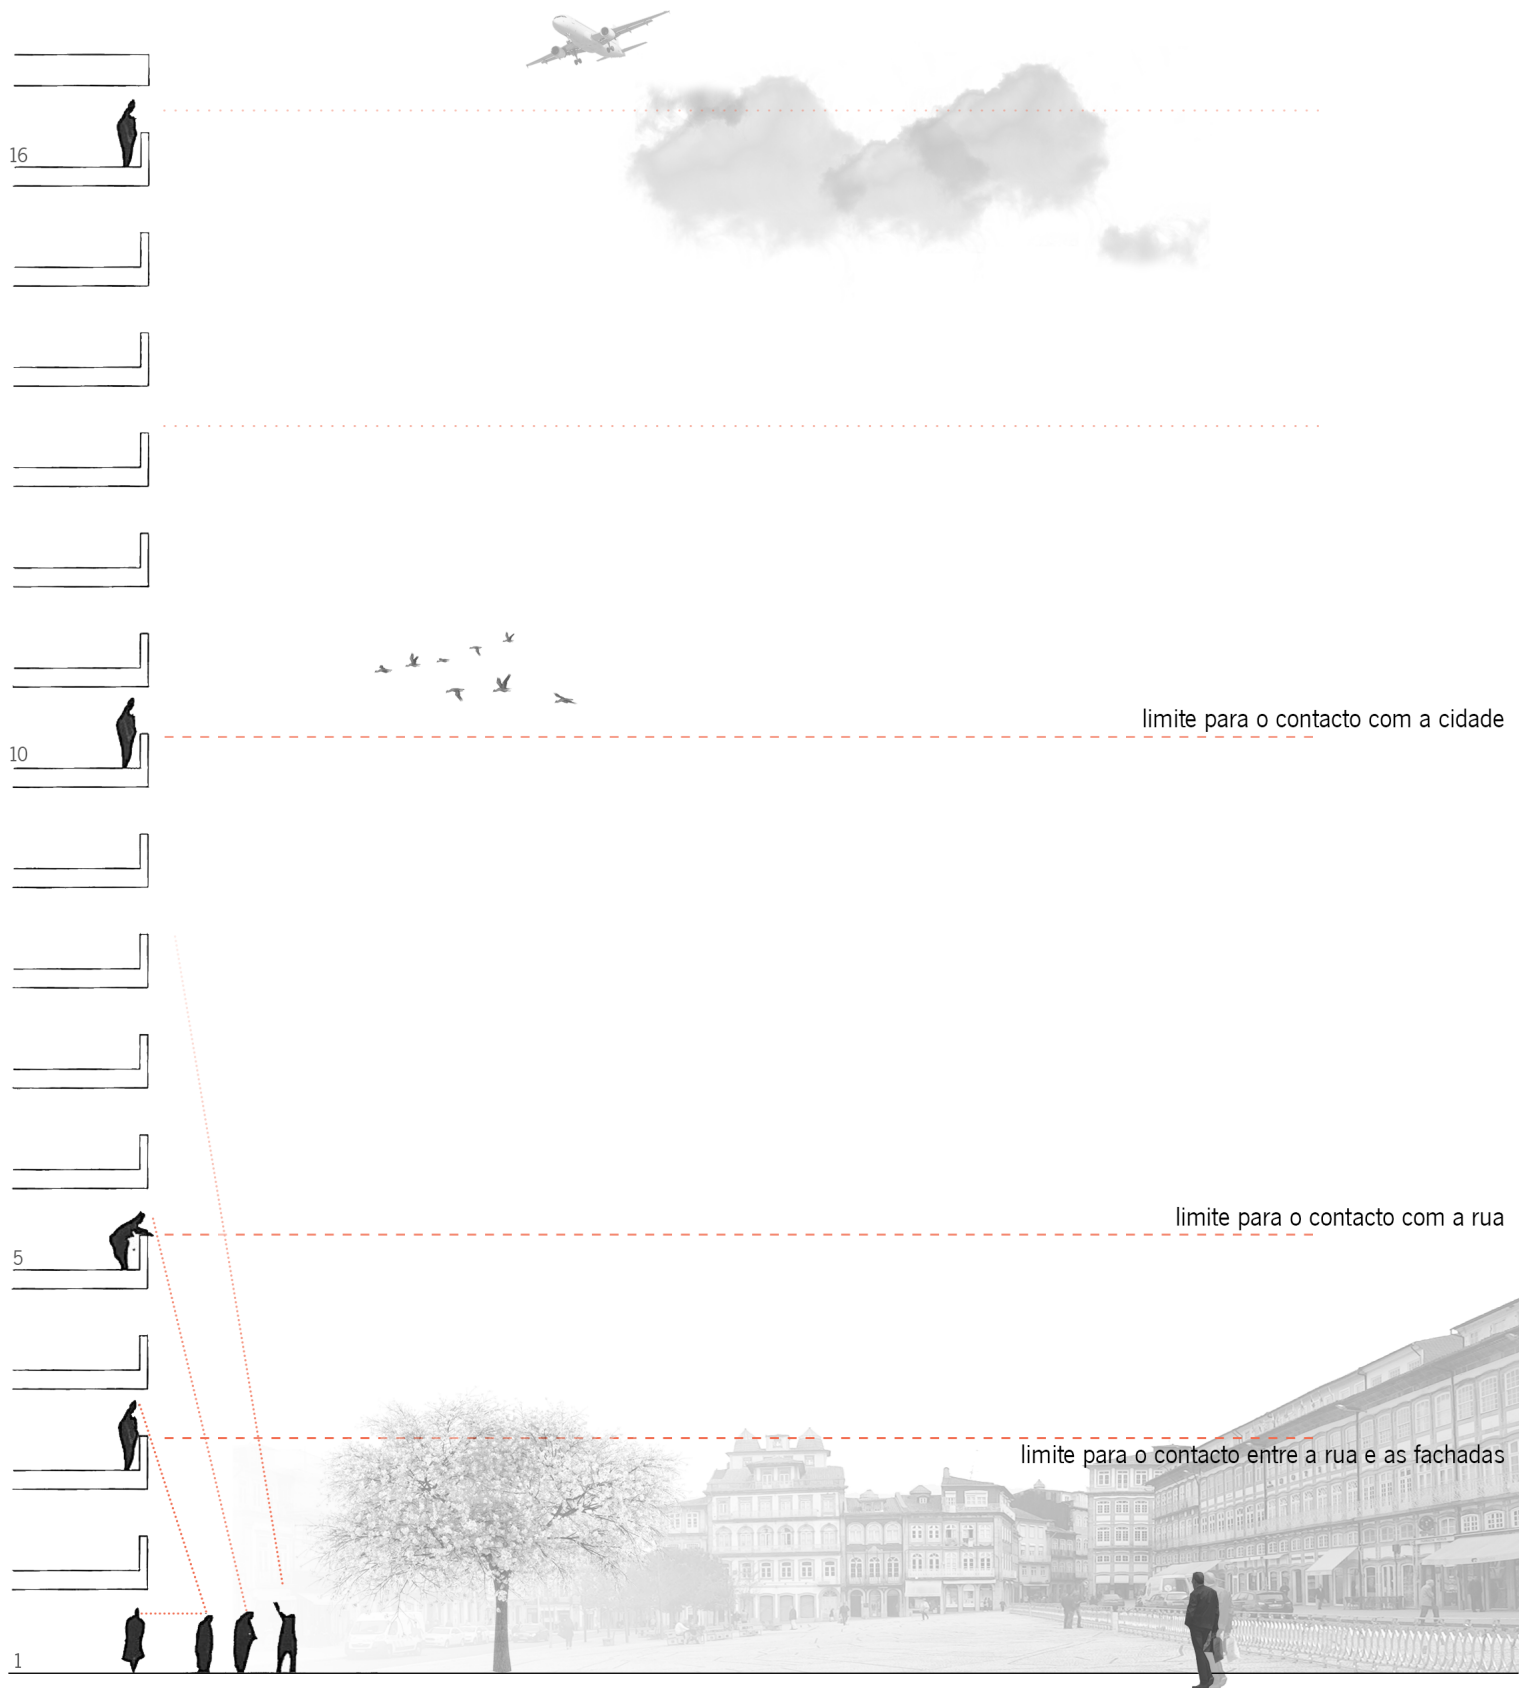 16
limite para o contacto com a cidade
10
limite para o contacto com a rua
5
limite para o contacto entre a rua e as fachadas
1